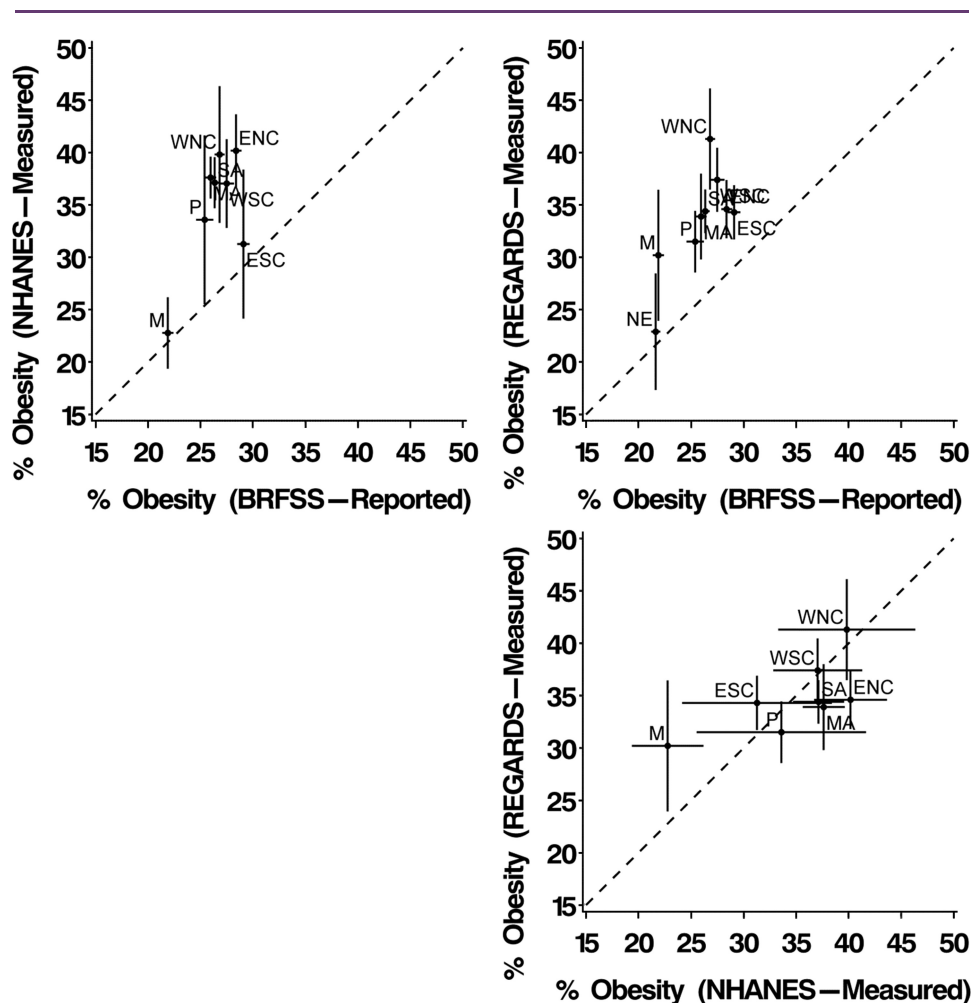 % Obesity (NHANES—Measured)
50
45
40
35
30
25
20
15
WNC
ENC
SA
WSC
P
ESC
M
15 20 25 30 35 40 45 50
% Obesity (BRFSS—Reported)
% Obesity (REGARDS—Measured)
50
45
40
35
30
25
20
15
WNC
SA
WSC
ENC
P
MA
ESC
M
NE
15 20 25 30 35 40 45 50
% Obesity (BRFSS—Reported)
% Obesity (REGARDS—Measured)
50
45
40
35
30
25
20
15
WNC
WSC
ESC
SA
ENC
P
MA
M
15 20 25 30 35 40 45 50
% Obesity (NHANES—Measured)